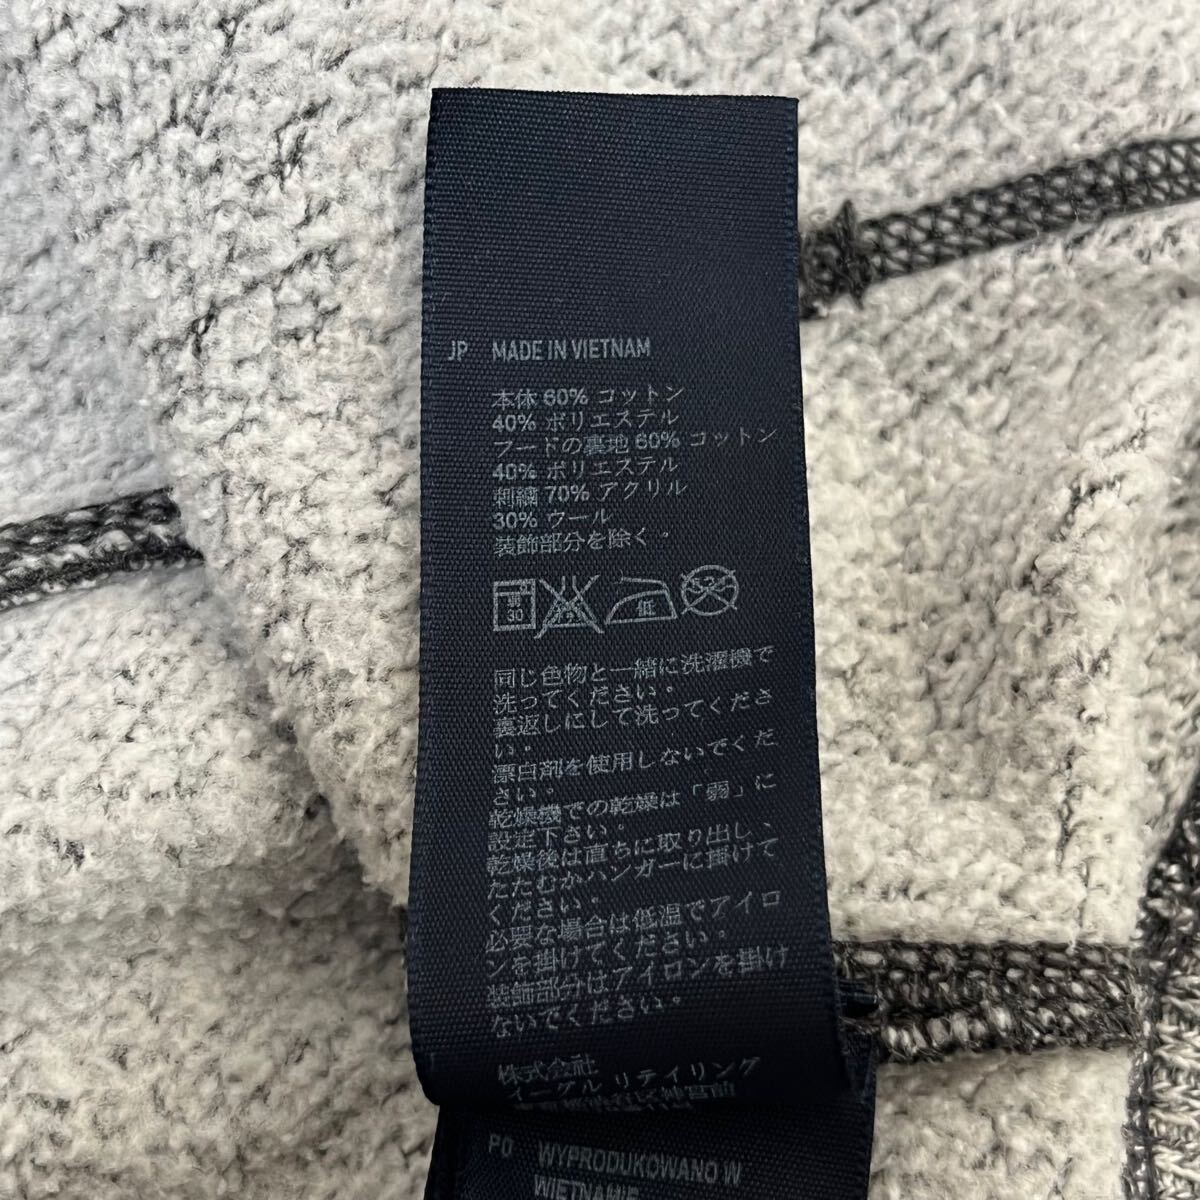 JP MADE IN VIETNAM
本体 60% コットン
40% ポリエステル
フードの裏地 60% コットン
40% ポリエステル
刺繍 70% アクリル
30% ウール
装飾部分を除く。
弱
30
低
同じ色物と一緒に洗濯機で
洗ってください。
裏返しにして洗ってくださ
い。
漂白剤を使用しないでくだ
さい。
乾燥機での乾燥は「弱」に
設定下さい。
乾燥後は直ちに取り出し、
たたむかハンガーに掛けて
ください。
必要な場合は低温でアイロ
ンを掛けてください。
装飾部分はアイロンを掛け
ないでください。
株式会社
イーグル リテイリング
PO WYPRODUKOWANO W
WIETNAMIE